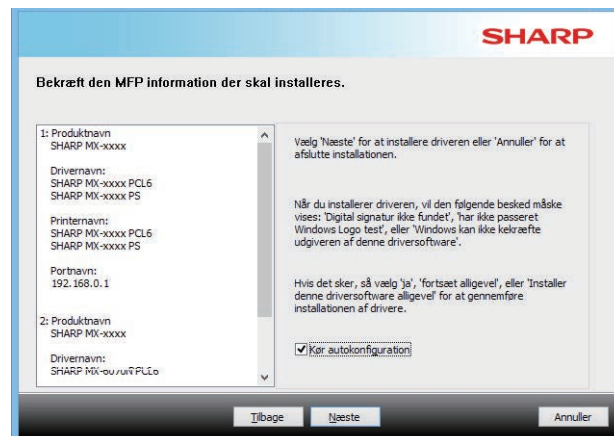 SHARP
Bekræft den MFP information der skal installeres.
1: Produktnavn
SHARP MX-xxxx
Drivernavn:
SHARP MX-xxxx PCL6
SHARP MX-xxxx PS
Printernavn:
SHARP MX-xxxx PCL6
SHARP MX-xxxx PS
Portnavn:
192.168.0.1
2: Produktnavn
SHARP MX-xxxx
Drivernavn:
SHARP
Vælg 'Næste' for at installere driveren eller 'Annuller' for at
afslutte installationen.
Når du installerer driveren, vil den følgende besked måske
vises: 'Digital signatur ikke fundet', 'har ikke passeret
Windows Logo test', eller 'Windows kan ikke kekræfte
udgiveren af denne driversoftware'.
Hvis det sker, så vælg 'ja', 'fortsæt alligevel', eller 'Installer
denne driversoftware alligevel' for at gennemføre
installationen af drivere.
Kør autokonfiguration
Tilbage
Næste
Annuller